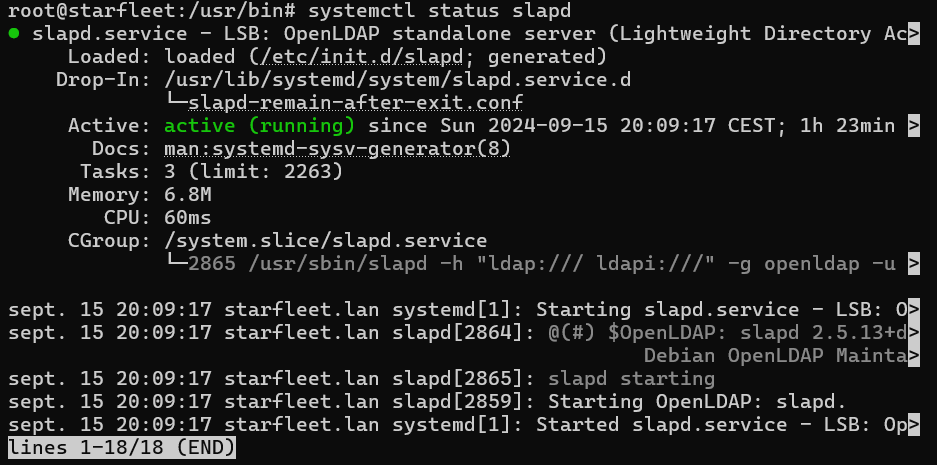 root@starfleet:/usr/bin# systemctl status slapd
● slapd.service – LSB: OpenLDAP standalone server (Lightweight Directory Ac>
     Loaded: loaded (/etc/init.d/slapd; generated)
    Drop-In: /usr/lib/systemd/system/slapd.service.d
             └─slapd-remain-after-exit.conf
     Active: active (running) since Sun 2024-09-15 20:09:17 CEST; 1h 23min >
       Docs: man:systemd-sysv-generator(8)
      Tasks: 3 (limit: 2263)
     Memory: 6.8M
        CPU: 60ms
     CGroup: /system.slice/slapd.service
             └─2865 /usr/sbin/slapd -h "ldap:/// ldapi:///" -g openldap -u >
sept. 15 20:09:17 starfleet.lan systemd[1]: Starting slapd.service – LSB: O>
sept. 15 20:09:17 starfleet.lan slapd[2864]: @(#) $OpenLDAP: slapd 2.5.13+d>
                                                     Debian OpenLDAP Mainta>
sept. 15 20:09:17 starfleet.lan slapd[2865]: slapd starting
sept. 15 20:09:17 starfleet.lan slapd[2859]: Starting OpenLDAP: slapd.
sept. 15 20:09:17 starfleet.lan systemd[1]: Started slapd.service – LSB: Op>
lines 1-18/18 (END)